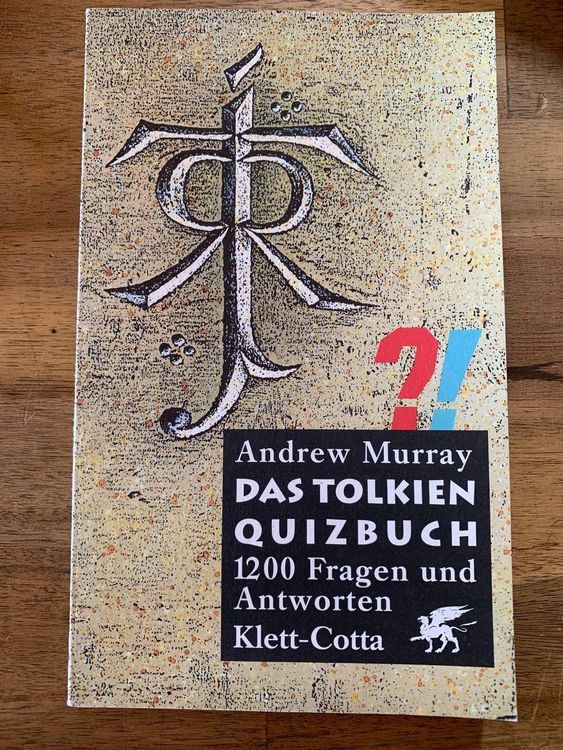 ?!
Andrew Murray
DAS TOLKIEN
QUIZBUCH
1200 Fragen und
Antworten
Klett-Cotta